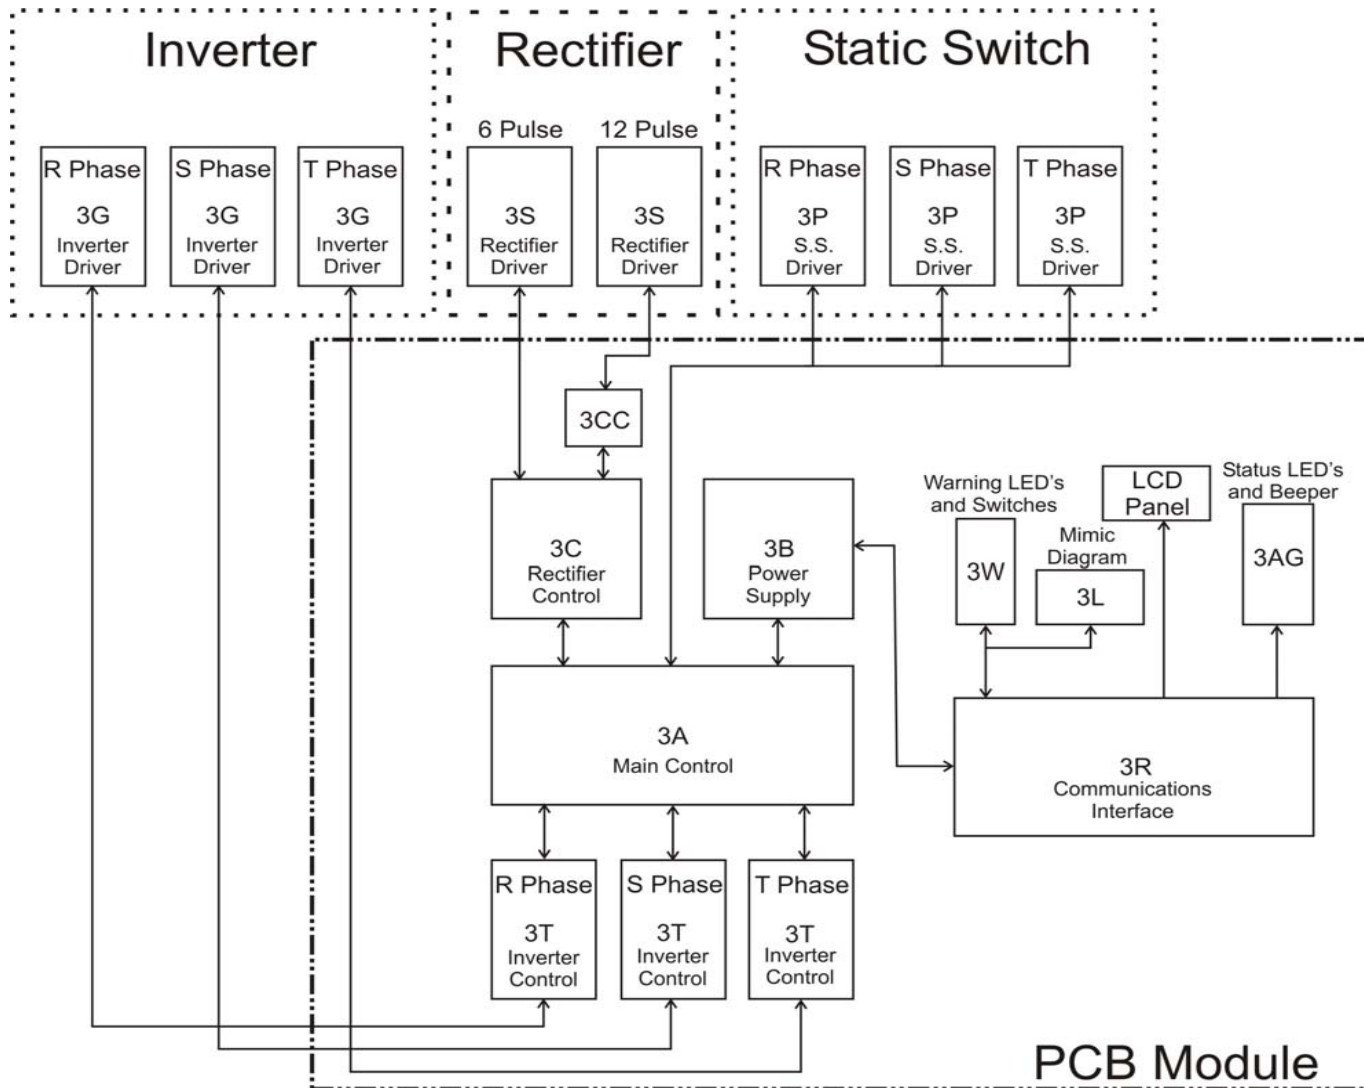 Inverter
Rectifier
Static Switch
6 Pulse
12 Pulse
R Phase
3G
Inverter
Driver
S Phase
3G
Inverter
Driver
T Phase
3G
Inverter
Driver
3S
Rectifier
Driver
3S
Rectifier
Driver
R Phase
3P
S.S.
Driver
S Phase
3P
S.S.
Driver
T Phase
3P
S.S.
Driver
3CC
3C
Rectifier
Control
3B
Power
Supply
Warning LED's
and Switches
3W
Mimic
Diagram
3L
LCD
Panel
Status LED's
and Beeper
3AG
3A
Main Control
3R
Communications
Interface
R Phase
3T
Inverter
Control
S Phase
3T
Inverter
Control
T Phase
3T
Inverter
Control
PCB Module